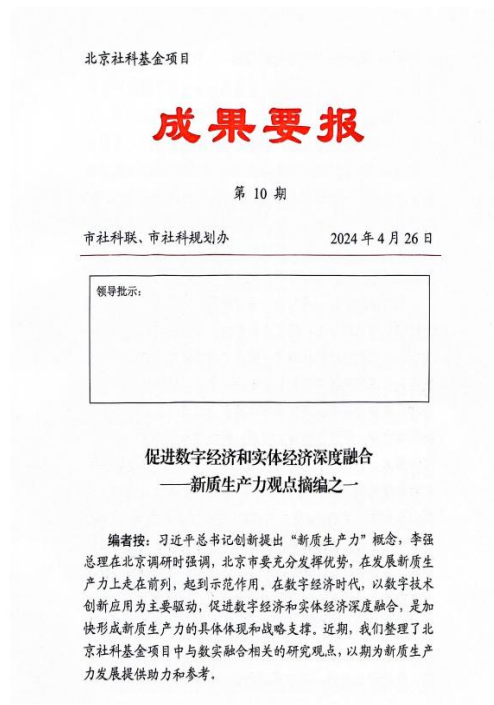 北京社科基金项目
成果要报
第 10 期
市社科联、市社科规划办 2024 年 4 月 26 日
领导批示：
促进数字经济和实体经济深度融合
——新质生产力观点摘编之一
编者按：习近平总书记创新提出“新质生产力”概念，李强
总理在北京调研时强调，北京市要充分发挥优势，在发展新质生
产力上走在前列，起到示范作用。在数字经济时代，以数字技术
创新应用为主要驱动，促进数字经济和实体经济深度融合，是加
快形成新质生产力的具体体现和战略支撑。近期，我们整理了北
京社科基金项目中与数实融合相关的研究观点，以期为新质生产
力发展提供助力和参考。